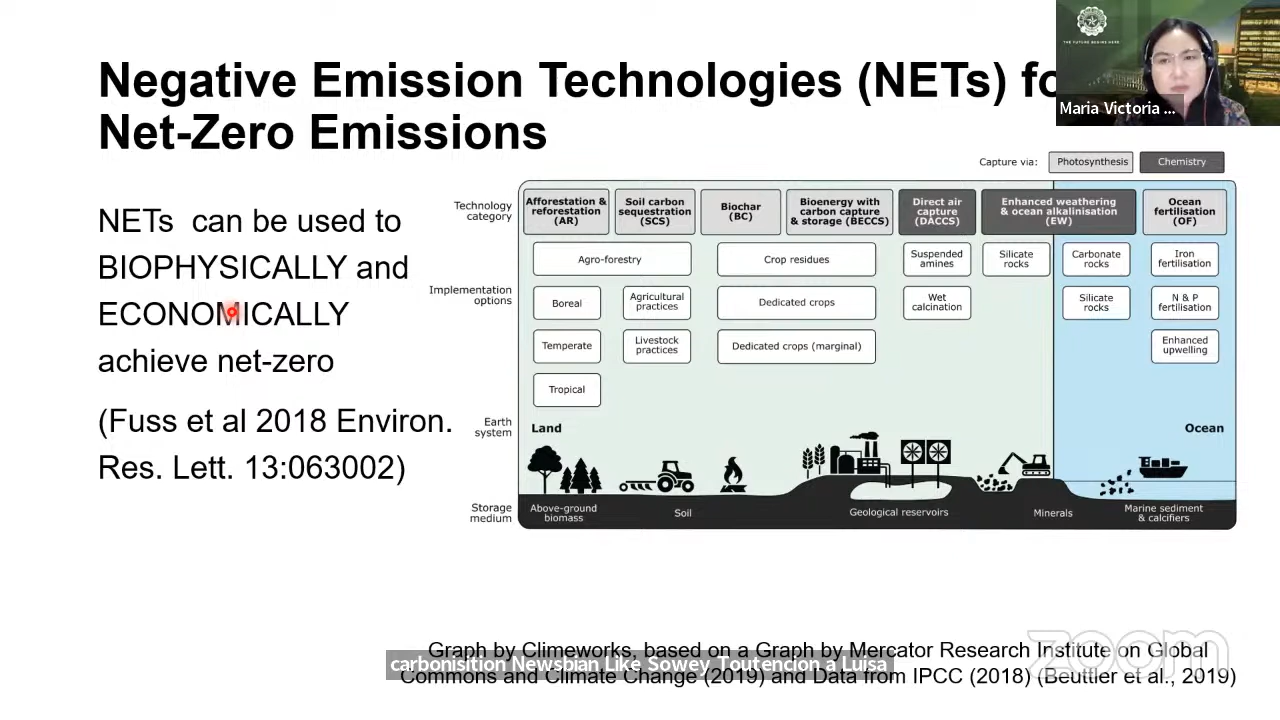 Negative Emission Technologies (NETs) fo
Net-Zero Emissions
THE FUTURE BEGINS HERE
Maria Victoria ...
NETs can be used to
BIOPHYSICALLY and
ECONOMICALLY
achieve net-zero
(Fuss et al 2018 Environ.
Res. Lett. 13:063002)
Capture via:
Photosynthesis
Chemistry
Technology
category
Afforestation &
reforestation
(AR)
Soil carbon
sequestration
(SCS)
Biochar
(BC)
Bioenergy with
carbon capture
& storage (BECCS)
Direct air
capture
(DACCS)
Enhanced weathering
& ocean alkalinisation
(EW)
Ocean
fertilisation
(OF)
Implementation
options
Agro-forestry
Crop residues
Suspended
amines
Silicate
rocks
Carbonate
rocks
Iron
fertilisation
Boreal
Agricultural
practices
Dedicated crops
Wet
calcination
Silicate
rocks
N & P
fertilisation
Temperate
Livestock
practices
Dedicated crops (marginal)
Enhanced
upwelling
Tropical
Earth
system
Land
Ocean
Storage
medium
Above-ground
biomass
Soil
Geological reservoirs
Minerals
Marine sediment
& calcifiers
Graph by Climeworks, based on a Graph by Mercator Research Institute on Global
Commons and Climate Change (2019) and Data from IPCC (2018) (Beuttler et al., 2019)
carbonisition Newsbian Like Sowey Toutencion a Luisa
zoom